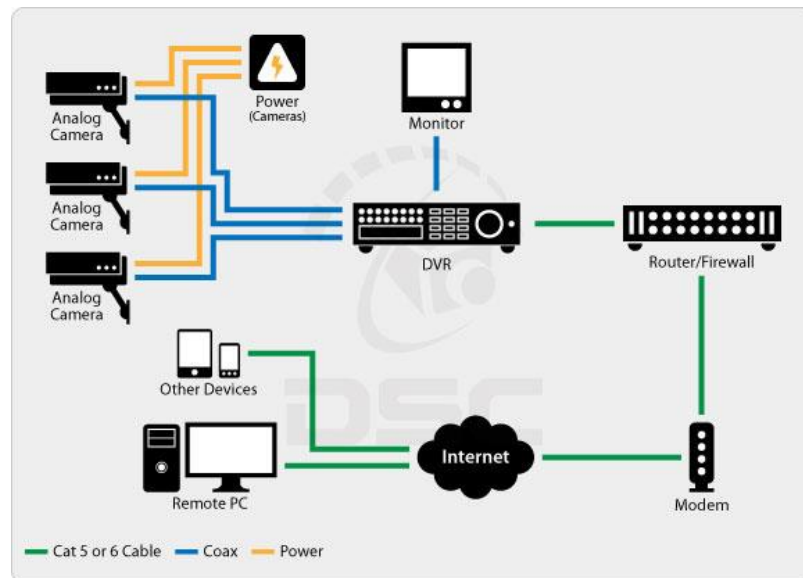 Power
(Cameras)
Analog
Camera
Monitor
Analog
Camera
DVR
Router/Firewall
Analog
Camera
Other Devices
DSC
Internet
Remote PC
Modem
Cat 5 or 6 Cable
Coax
Power